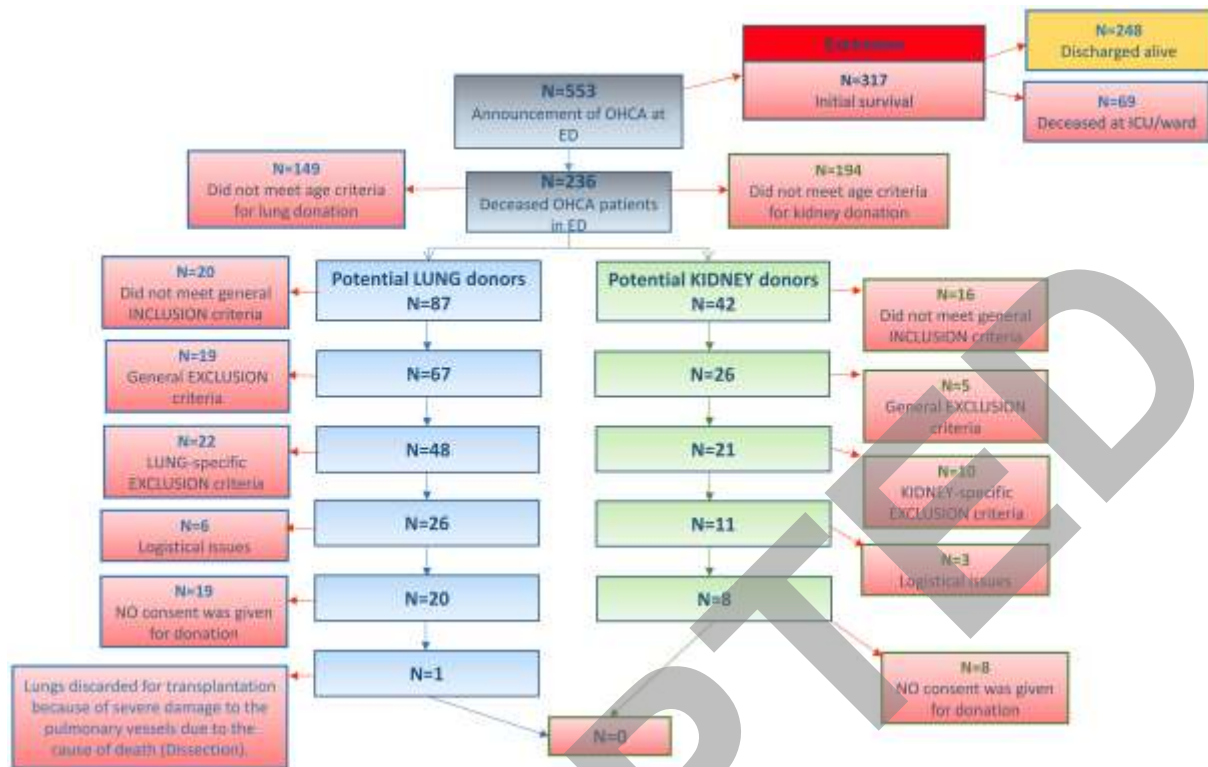 N=248
Discharged alive
N=317
Initial survival
N=69
Deceased at ICU/ward
N=553
Announcement of OHCA at
ED
N=149
Did not meet age criteria
for lung donation
N=236
Deceased OHCA patients
in ED
N=194
Did not meet age criteria
for kidney donation
N=20
Did not meet general
INCLUSION criteria
Potential LUNG donors
N=87
Potential KIDNEY donors
N=42
N=16
Did not meet general
INCLUSION criteria
N=19
General EXCLUSION
criteria
N=67
N=26
N=5
General EXCLUSION
criteria
N=22
LUNG-specific
EXCLUSION criteria
N=48
N=21
N=10
KIDNEY-specific
EXCLUSION criteria
N=6
Logistical issues
N=26
N=11
N=3
Logistical issues
N=19
NO consent was given
for donation
N=20
N=8
N=8
NO consent was given
for donation
Lungs discarded for transplantation
because of severe damage to the
pulmonary vessels due to the
cause of death (Dissection).
N=1
N=0
PTED